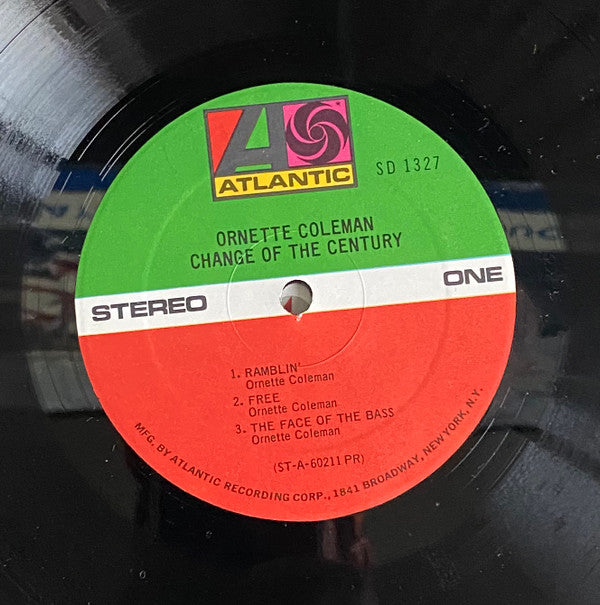 ATLANTIC
SD 1327
ORNETTE COLEMAN
CHANGE OF THE CENTURY
STEREO
ONE
1. RAMBLIN'
Ornette Coleman
2. FREE
Ornette Coleman
3. THE FACE OF THE BASS
Ornette Coleman
(ST-A-60211 PR)
MFG. BY ATLANTIC RECORDING CORP., 1841 BROADWAY, NEW YORK, N.Y.